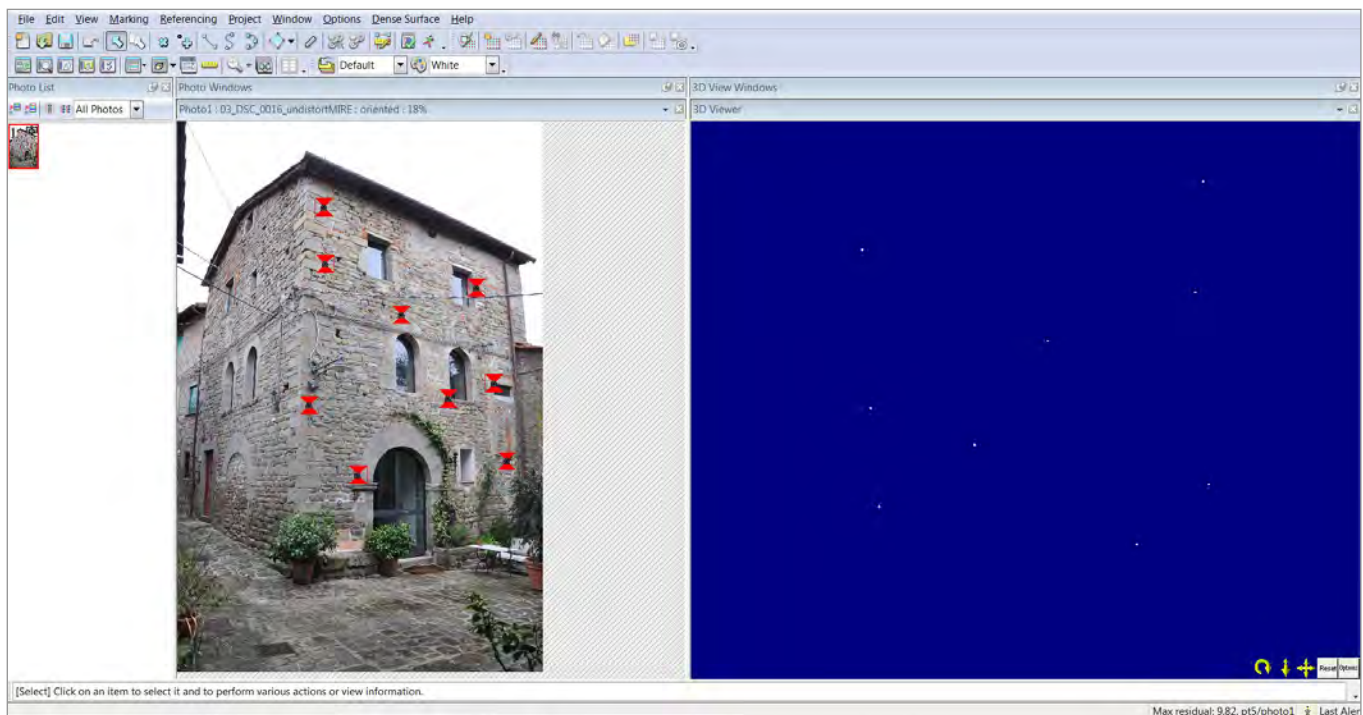 File Edit View Marking Referencing Project Window Options Dense Surface Help
Default White
Photo List Photo Windows 3D View Windows
All Photos Photo1 : 03_DSC_0016_undistortMIRE : oriented : 18% 3D Viewer
Reset Options
[Select] Click on an item to select it and to perform various actions or view information.
Max residual: 9.82, pt5/photo1 Last Aler